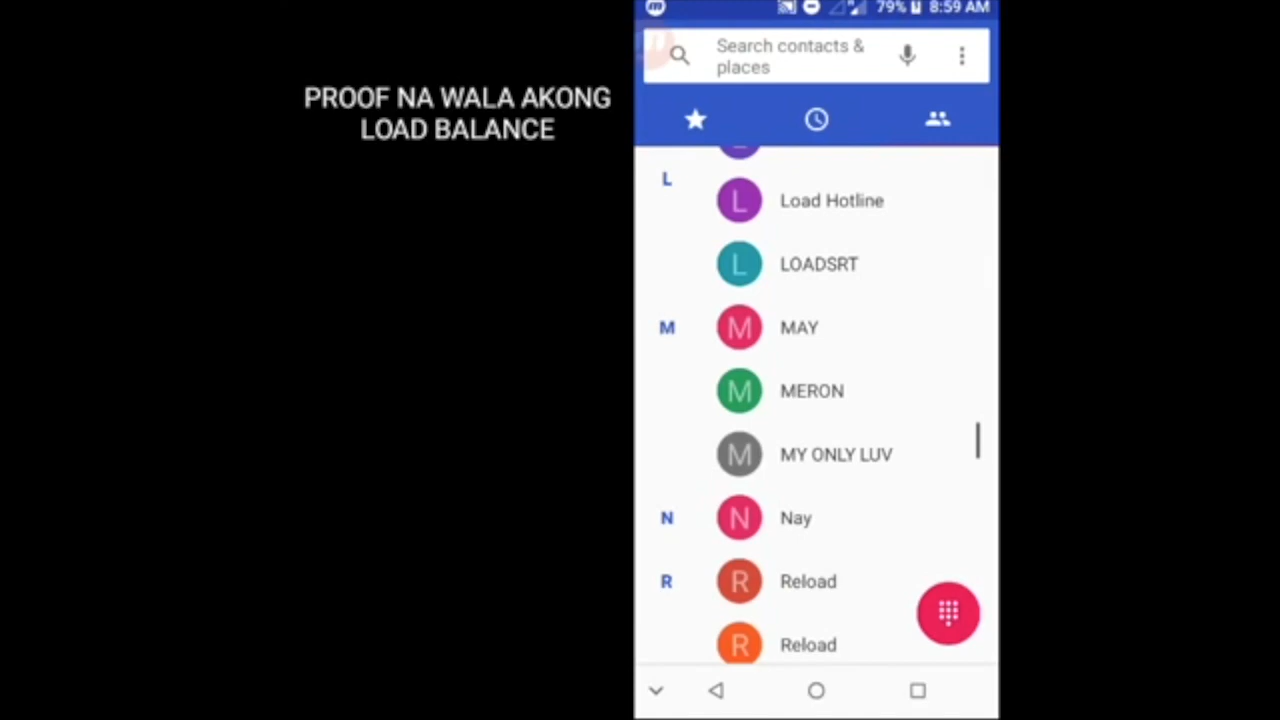 PROOF NA WALA AKONG
LOAD BALANCE
79% 8:59 AM
Search contacts &
places
L
L Load Hotline
L LOADSRT
M M MAY
M MERON
M MY ONLY LUV
N N Nay
R R Reload
R Reload